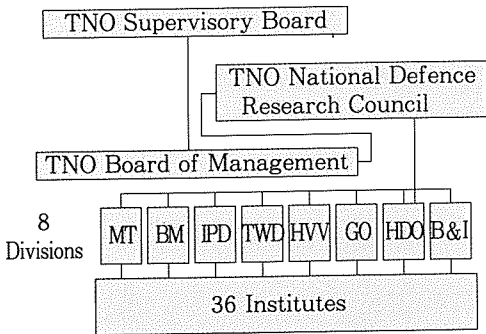 TNO Supervisory Board
TNO National Defence
Research Council
TNO Board of Management
8
Divisions
MT BM IPD TWD HVV GO HDO B&I
36 Institutes